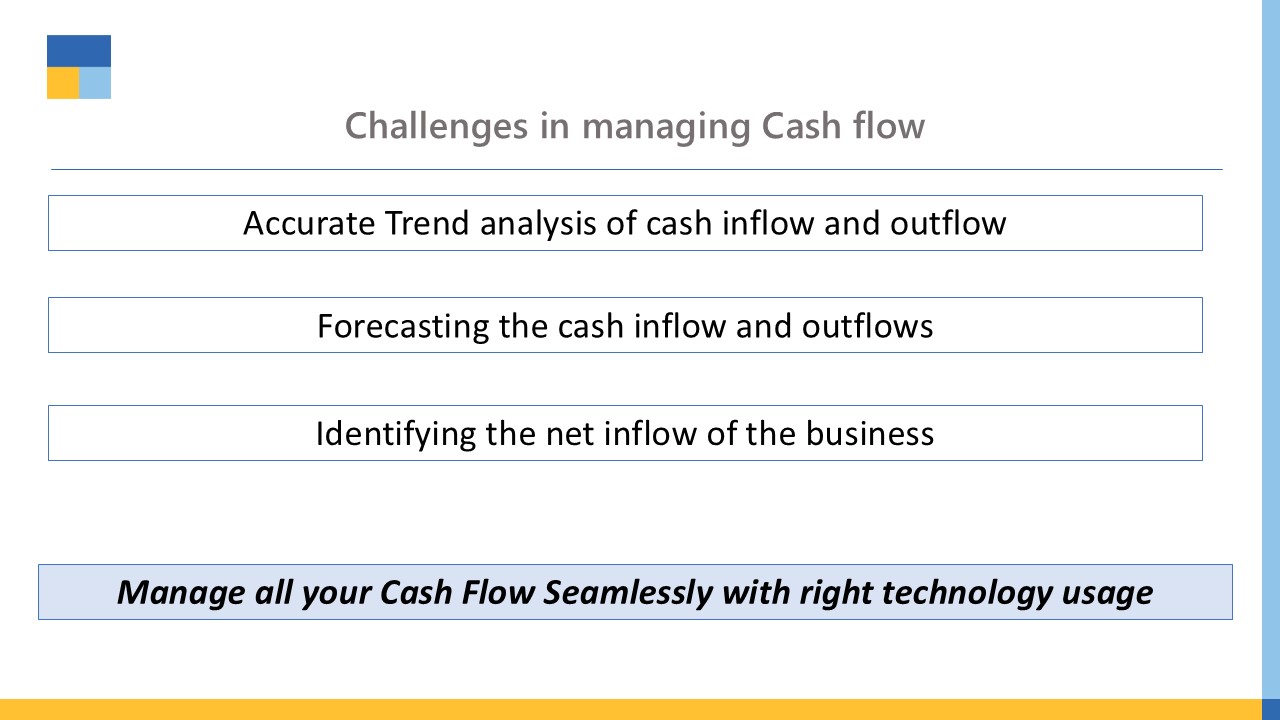 Challenges in managing Cash flow
Accurate Trend analysis of cash inflow and outflow
Forecasting the cash inflow and outflows
Identifying the net inflow of the business
Manage all your Cash Flow Seamlessly with right technology usage